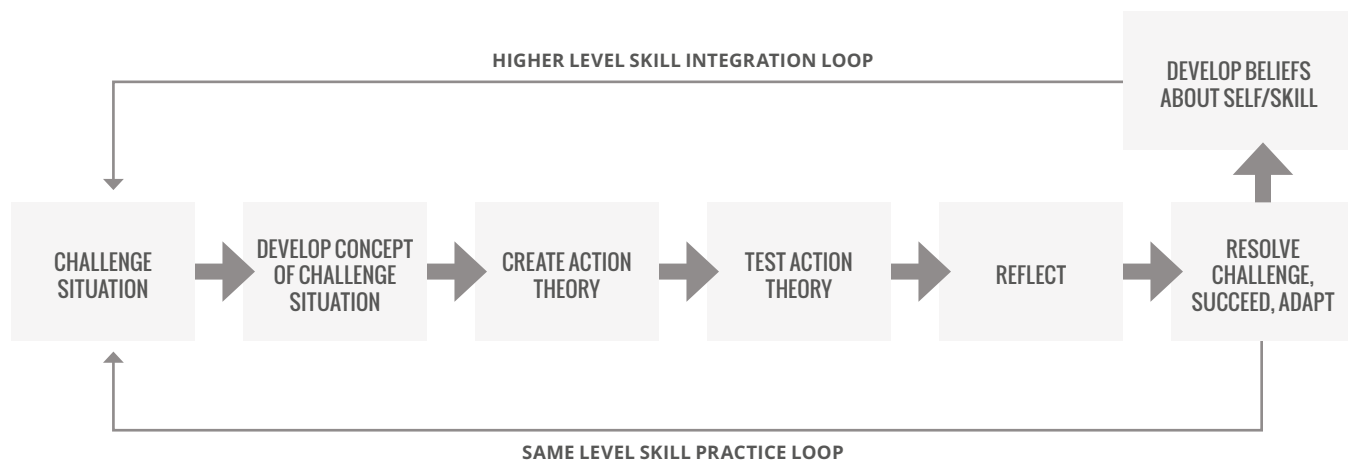 HIGHER LEVEL SKILL INTEGRATION LOOP
DEVELOP BELIEFS
ABOUT SELF/SKILL
CHALLENGE
SITUATION
DEVELOP CONCEPT
OF CHALLENGE
SITUATION
CREATE ACTION
THEORY
TEST ACTION
THEORY
REFLECT
RESOLVE
CHALLENGE,
SUCCEED, ADAPT
SAME LEVEL SKILL PRACTICE LOOP